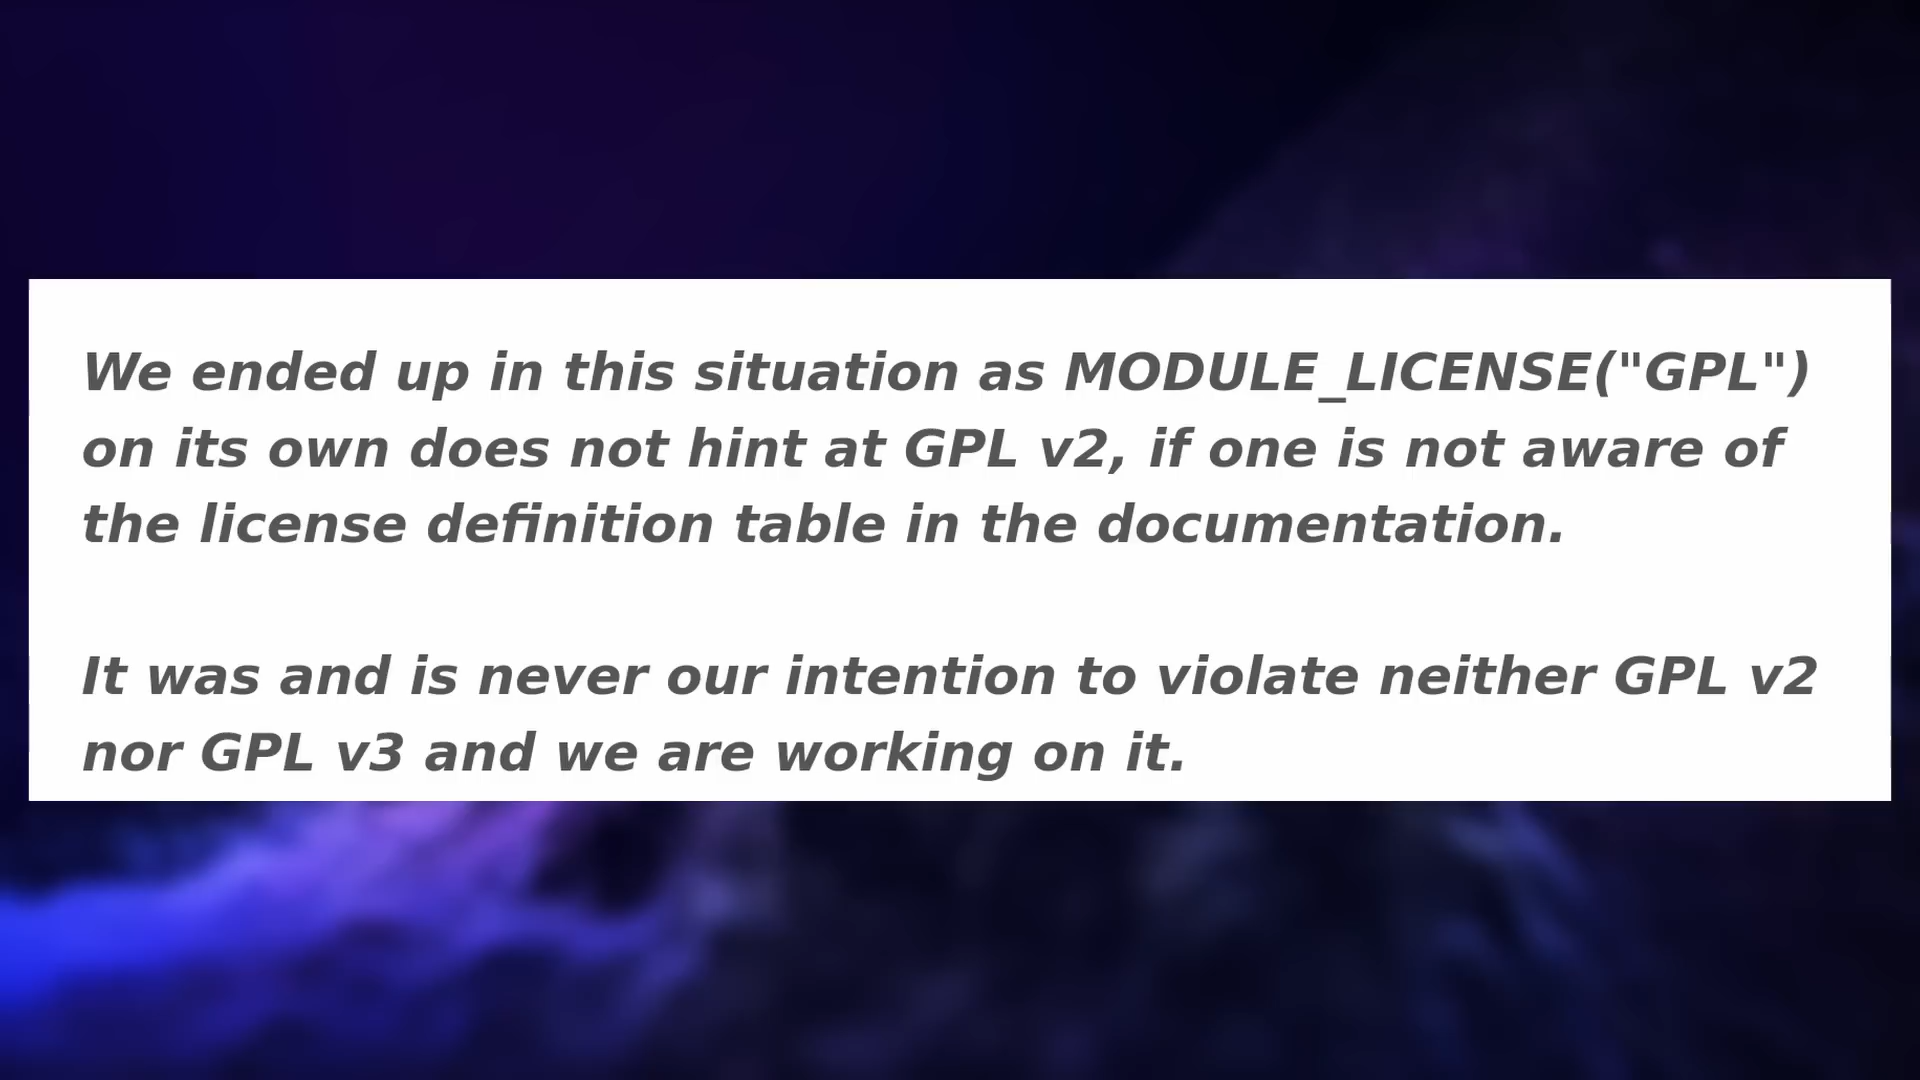 We ended up in this situation as MODULE_LICENSE("GPL")
on its own does not hint at GPL v2, if one is not aware of
the license definition table in the documentation.
It was and is never our intention to violate neither GPL v2
nor GPL v3 and we are working on it.